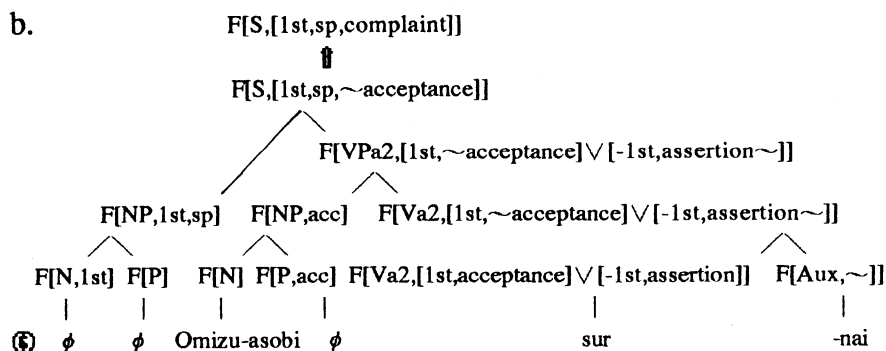 b. F[S,[1st,sp,complaint]]
⇑
F[S,[1st,sp,～acceptance]]
F[VPa2,[1st,～acceptance]∨[-1st,assertion～]]
F[NP,1st,sp] F[NP,acc] F[Va2,[1st,～acceptance]∨[-1st,assertion～]]
F[N,1st] F[P] F[N] F[P,acc] F[Va2,[1st,acceptance]∨[-1st,assertion]] F[Aux,～]]
ϕ ϕ Omizu-asobi ϕ sur -nai